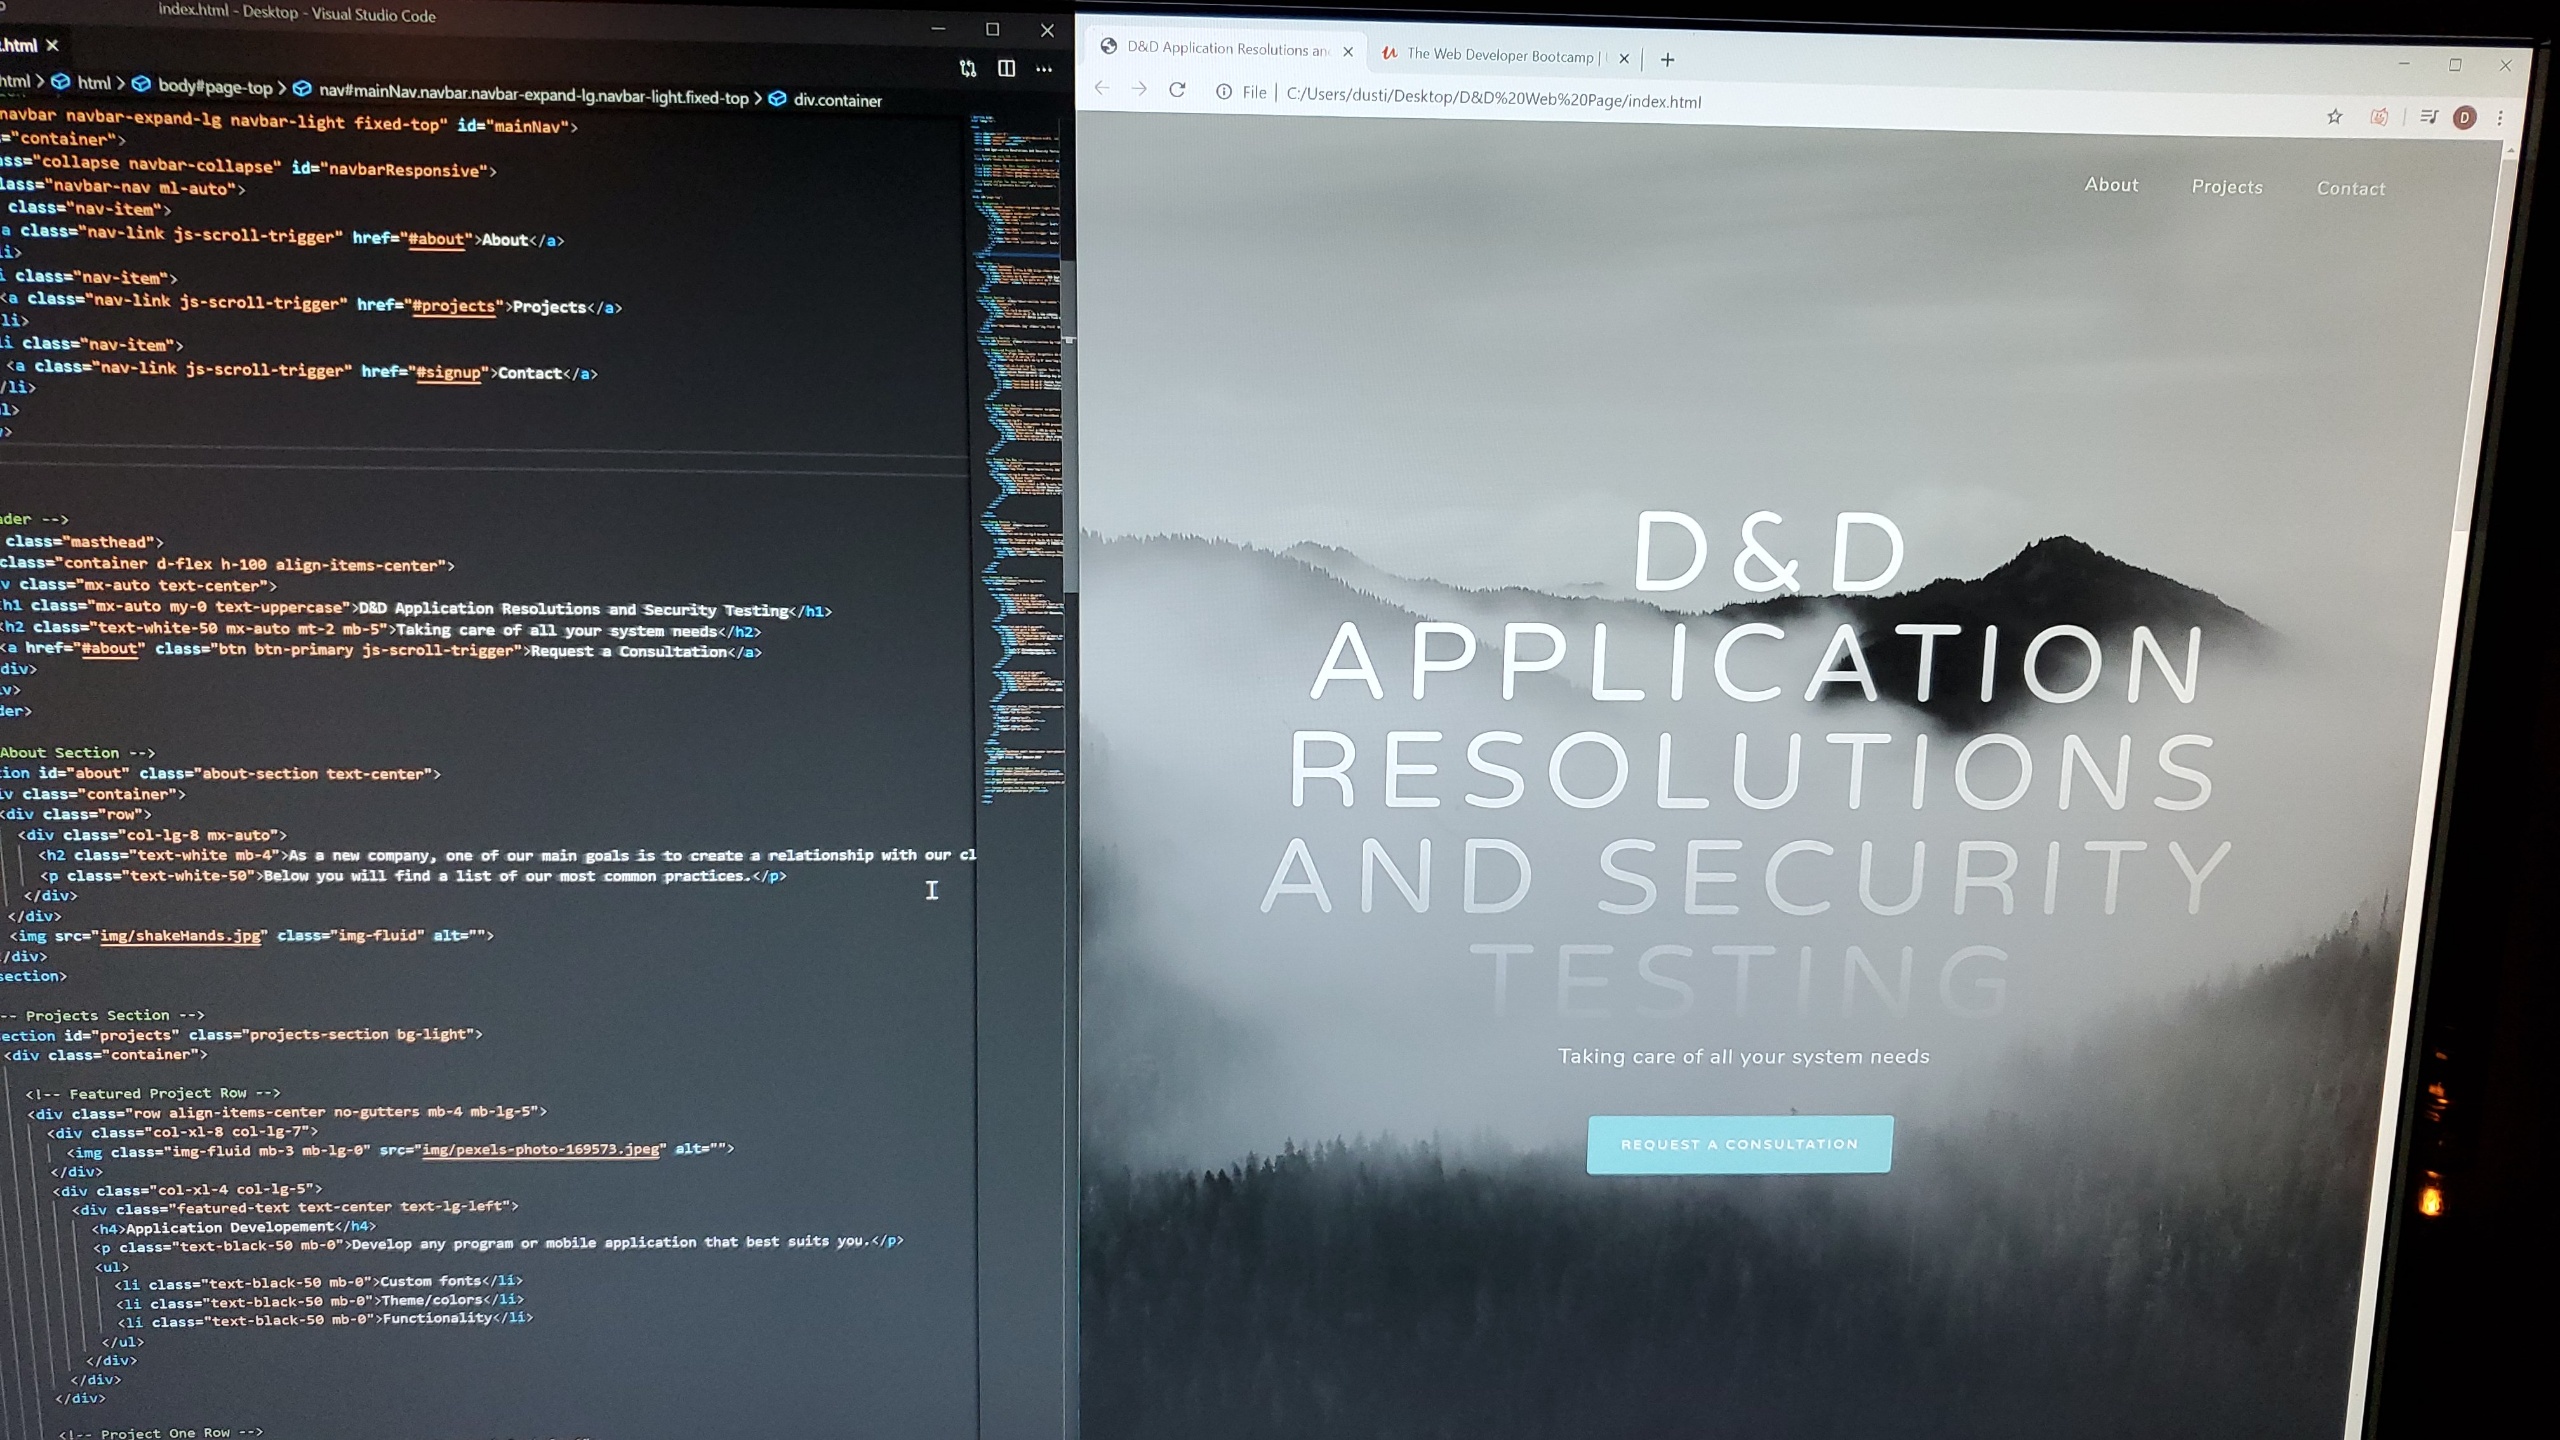 index.html - Desktop - Visual Studio Code
.html
html > html > body#page-top > nav#mainNav.navbar.navbar-expand-lg.navbar-light.fixed-top > div.container
navbar navbar-expand-lg navbar-light fixed-top" id="mainNav">
="container">
ass="collapse navbar-collapse" id="navbarResponsive">
lass="navbar-nav ml-auto">
class="nav-item">
a class="nav-link js-scroll-trigger" href="#about">About</a>
li>
i class="nav-item">
<a class="nav-link js-scroll-trigger" href="#projects">Projects</a>
li>
i class="nav-item">
<a class="nav-link js-scroll-trigger" href="#signup">Contact</a>
/li>
l>
>
ader -->
class="masthead">
class="container d-flex h-100 align-items-center">
v class="mx-auto text-center">
h1 class="mx-auto my-0 text-uppercase">D&D Application Resolutions and Security Testing</h1>
<h2 class="text-white-50 mx-auto mt-2 mb-5">Taking care of all your system needs</h2>
<a href="#about" class="btn btn-primary js-scroll-trigger">Request a Consultation</a>
div>
v>
der>
About Section -->
tion id="about" class="about-section text-center">
iv class="container">
<div class="row">
<div class="col-lg-8 mx-auto">
<h2 class="text-white mb-4">As a new company, one of our main goals is to create a relationship with our cl
<p class="text-white-50">Below you will find a list of our most common practices.</p>
</div>
</div>
<img src="img/shakeHands.jpg" class="img-fluid" alt="">
/div>
section>
-- Projects Section -->
ection id="projects" class="projects-section bg-light">
<div class="container">
<!-- Featured Project Row -->
<div class="row align-items-center no-gutters mb-4 mb-lg-5">
<div class="col-xl-8 col-lg-7">
<img class="img-fluid mb-3 mb-lg-0" src="img/pexels-photo-169573.jpeg" alt="">
</div>
<div class="col-xl-4 col-lg-5">
<div class="featured-text text-center text-lg-left">
<h4>Application Developement</h4>
<p class="text-black-50 mb-0">Develop any program or mobile application that best suits you.</p>
<ul>
<li class="text-black-50 mb-0">Custom fonts</li>
<li class="text-black-50 mb-0">Theme/colors</li>
<li class="text-black-50 mb-0">Functionality</li>
</ul>
</div>
</div>
</div>
<!-- Project One Row -->
D&D Application Resolutions an
The Web Developer Bootcamp |
File | C:/Users/dusti/Desktop/D&D%20Web%20Page/index.html
D
About Projects Contact
D&D
APPLICATION
RESOLUTIONS
AND SECURITY
TESTING
Taking care of all your system needs
REQUEST A CONSULTATION